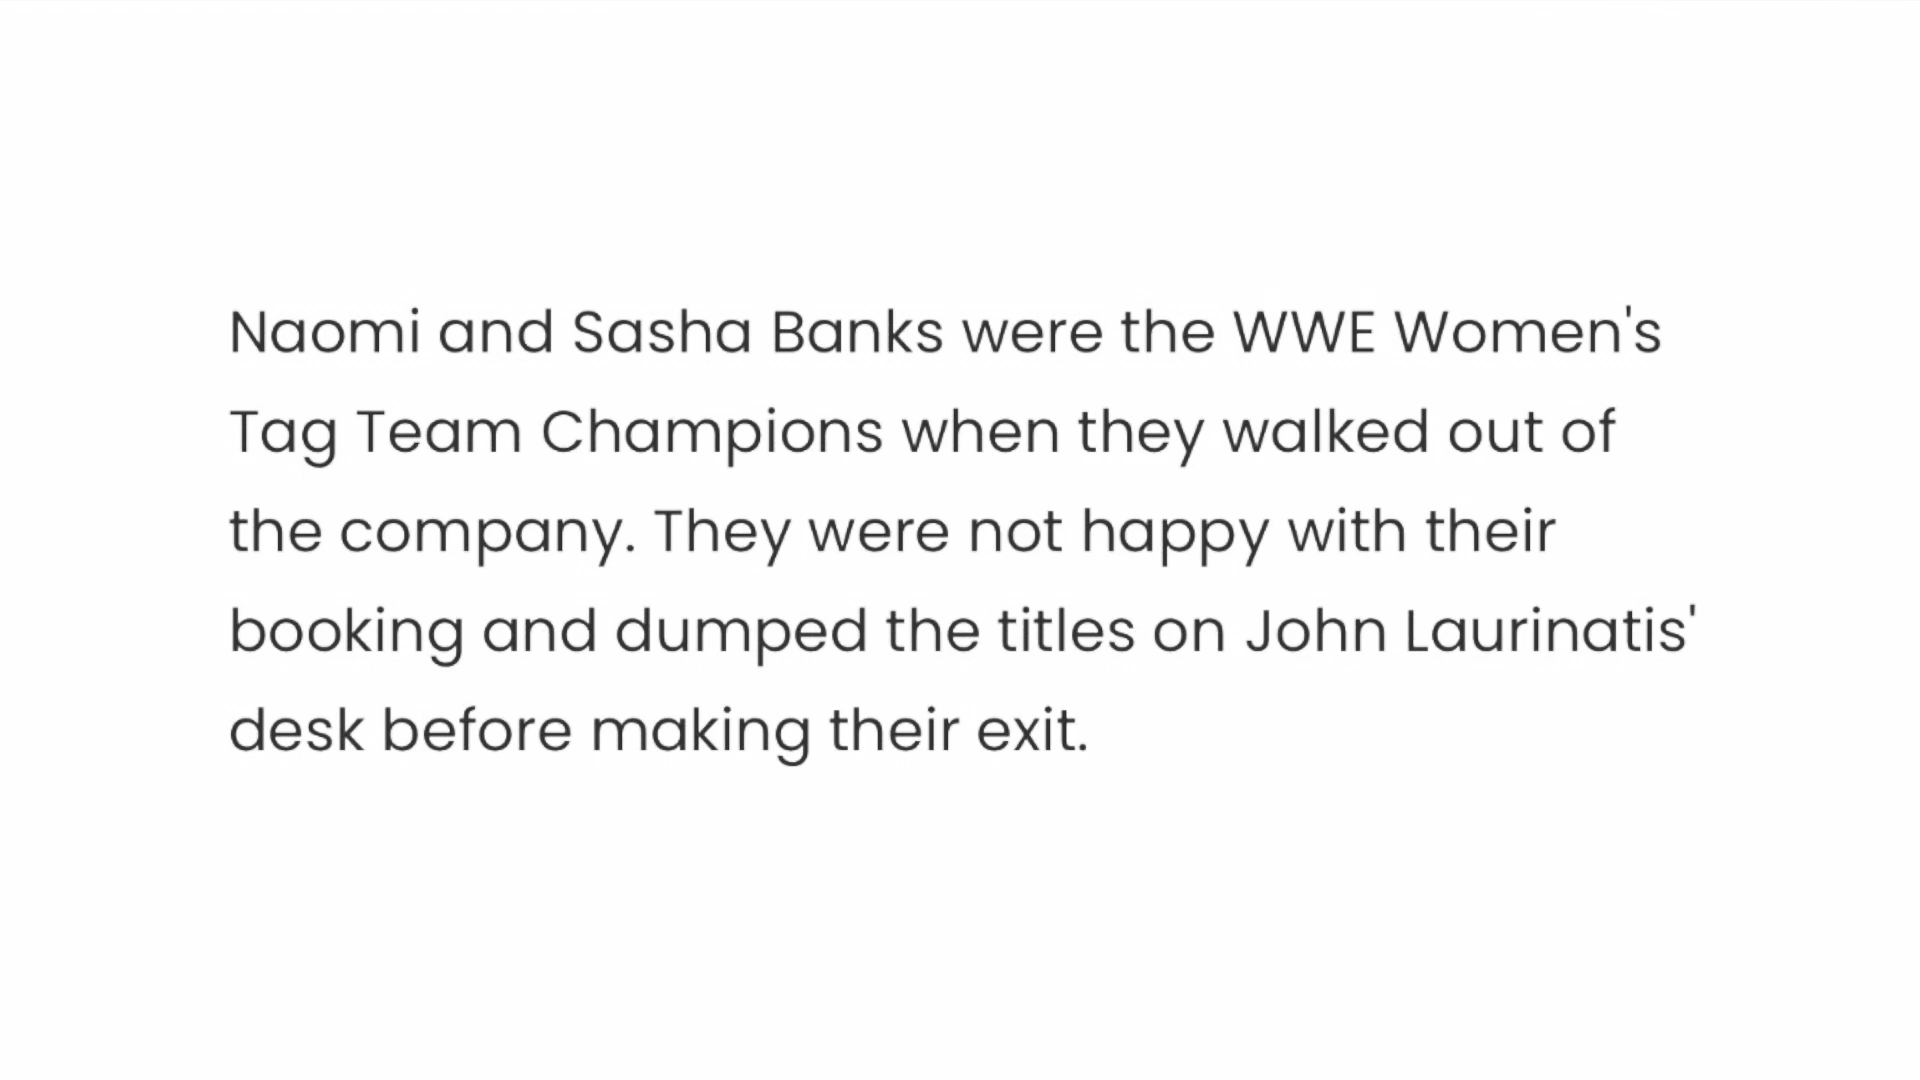 Naomi and Sasha Banks were the WWE Women's
Tag Team Champions when they walked out of
the company. They were not happy with their
booking and dumped the titles on John Laurinatis'
desk before making their exit.